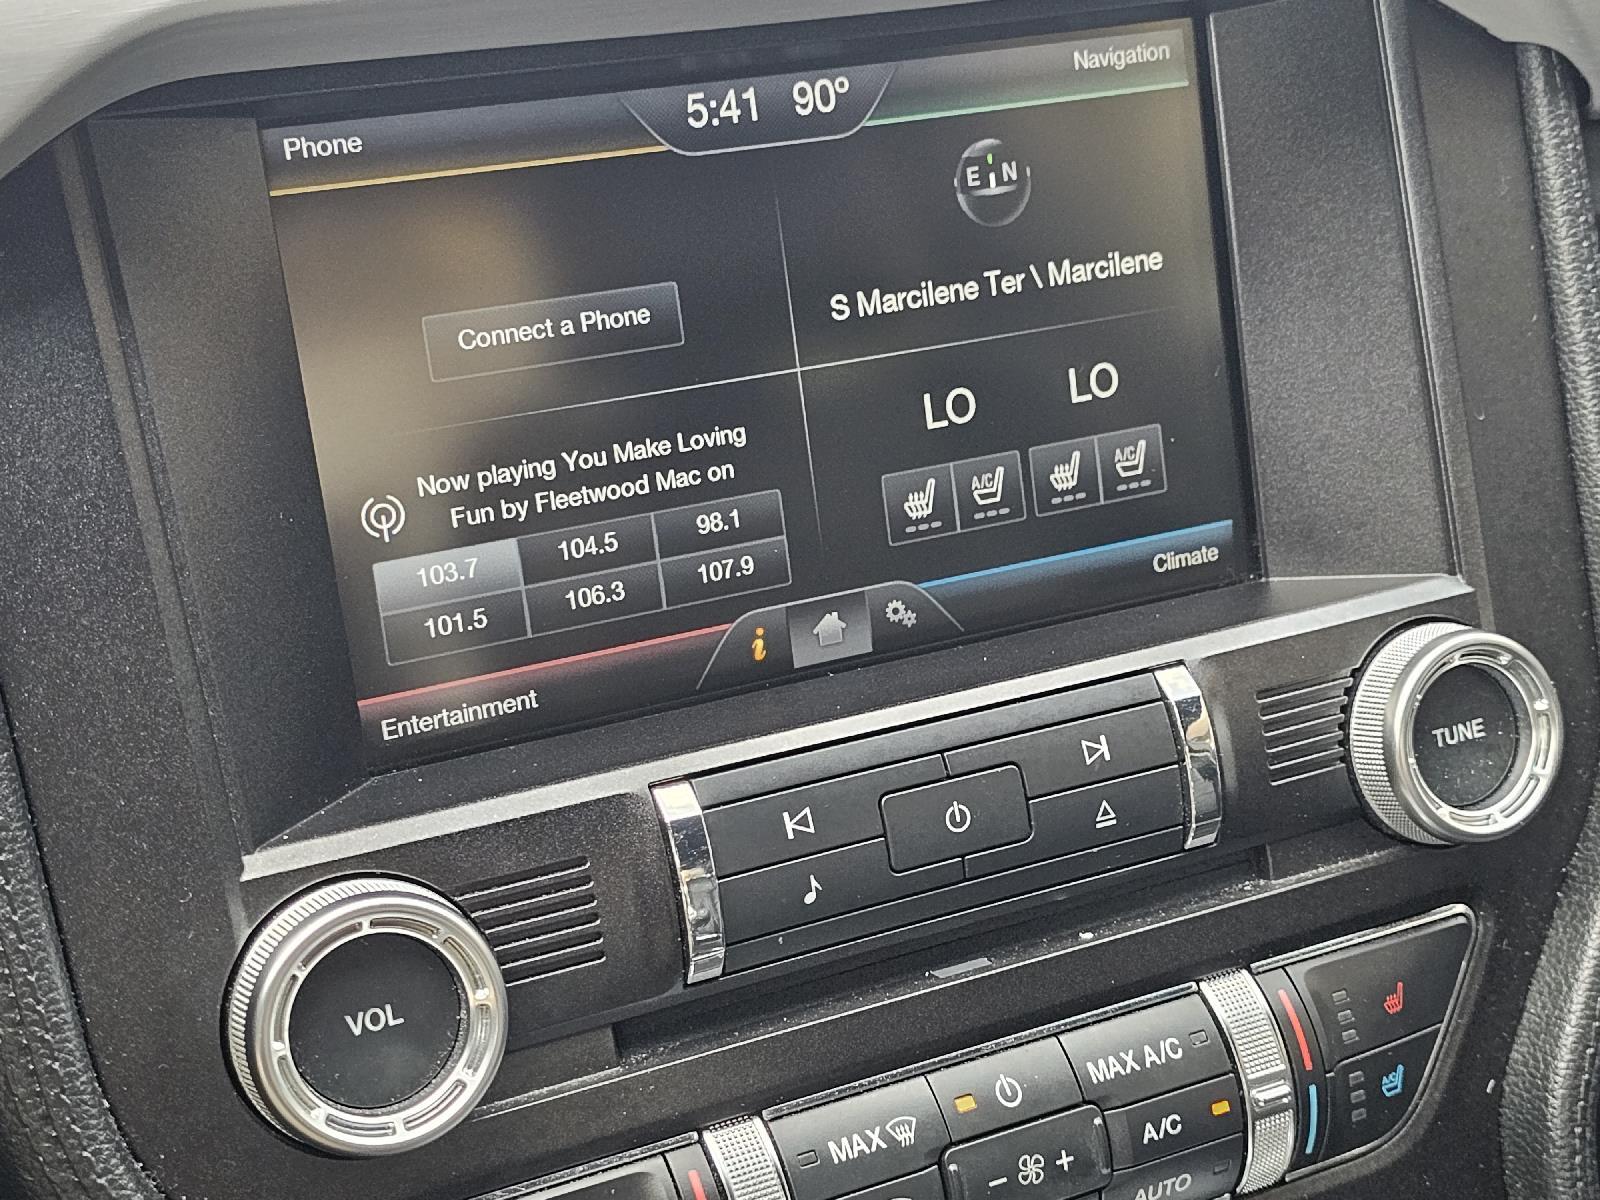 Phone
5:41 90°
Navigation
E N
Connect a Phone
S Marcilene Ter \ Marcilene
LO LO
A/C A/C
Now playing You Make Loving
Fun by Fleetwood Mac on
103.7 104.5 98.1
101.5 106.3 107.9
Climate
i
Entertainment
TUNE
VOL
MAX A/C
A/C
MAX
A/C
- +
AUTO